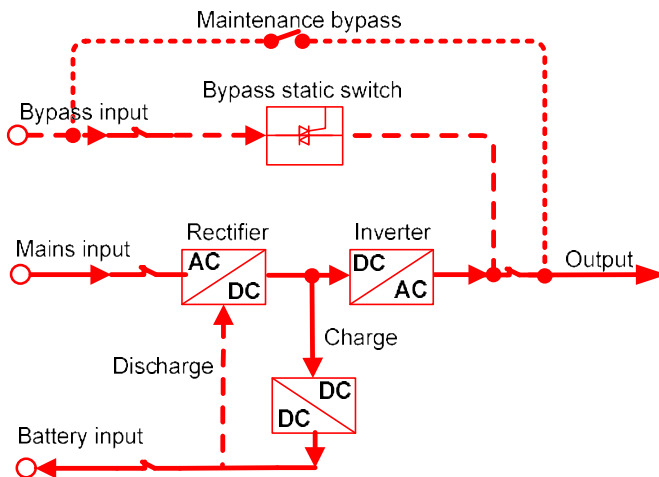 Maintenance bypass
Bypass input
Bypass static switch
Mains input
Rectifier
Inverter
Output
AC
DC
DC
AC
Discharge
Charge
DC
DC
Battery input